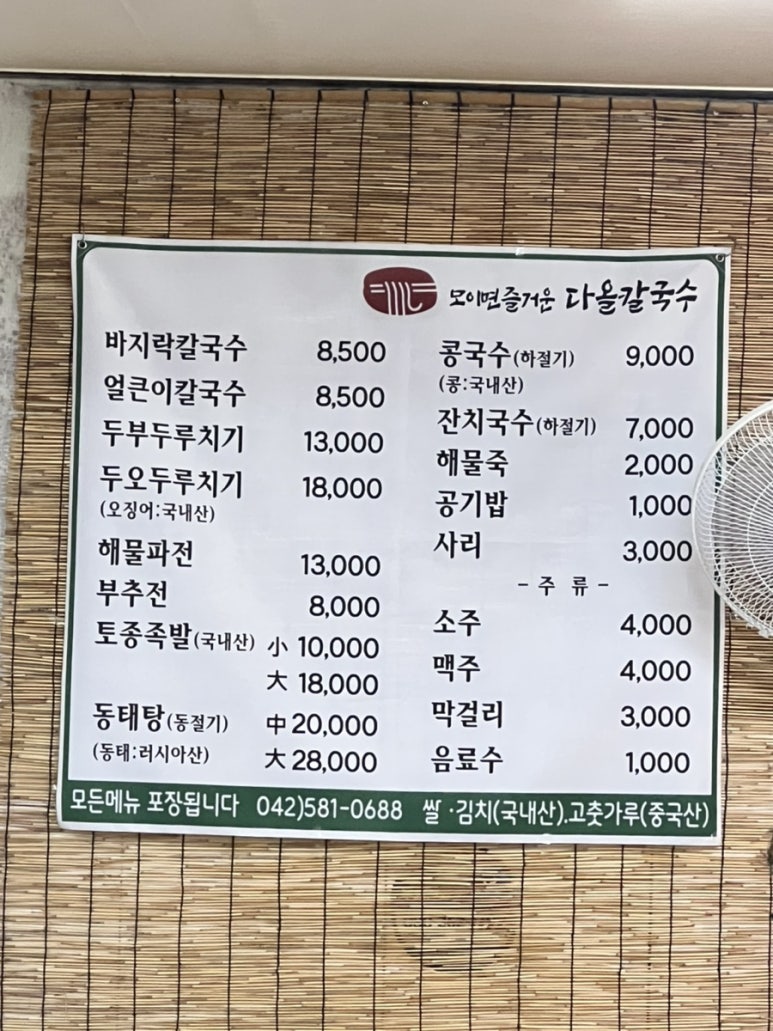 모이면즐거운 다올칼국수
바지락칼국수 8,500
얼큰이칼국수 8,500
두부두루치기 13,000
두오두루치기 18,000
(오징어:국내산)
해물파전 13,000
부추전 8,000
토종족발(국내산) 小 10,000
大 18,000
동태탕(동절기) 中 20,000
(동태:러시아산) 大 28,000
콩국수(하절기) 9,000
(콩:국내산)
잔치국수(하절기) 7,000
해물죽 2,000
공기밥 1,000
사리 3,000
- 주 류 -
소주 4,000
맥주 4,000
막걸리 3,000
음료수 1,000
모든메뉴 포장됩니다 042)581-0688 쌀·김치(국내산).고춧가루(중국산)